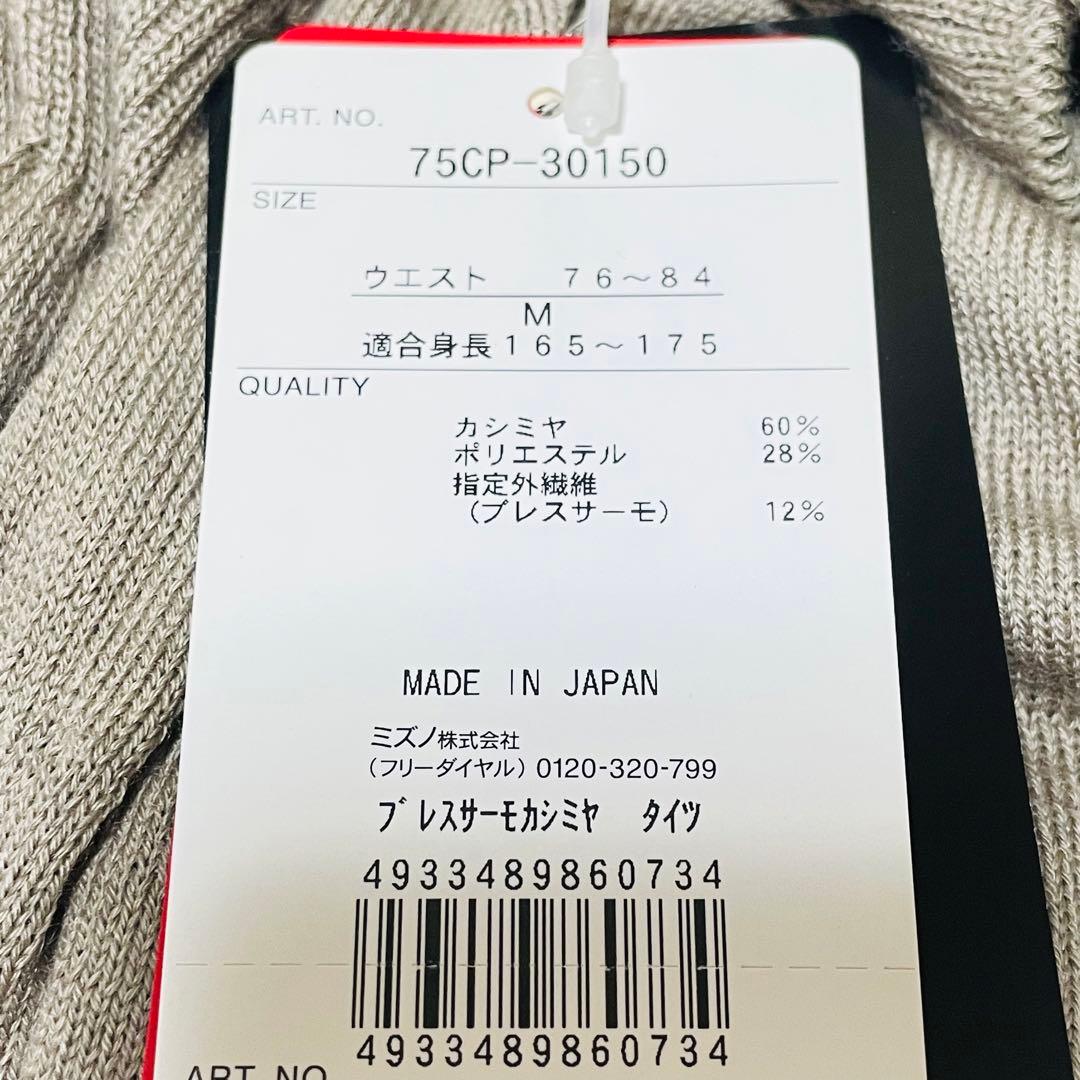 ART. NO.
75CP-30150
SIZE
ウエスト 76～84
M
適合身長165～175
QUALITY
カシミヤ 60%
ポリエステル 28%
指定外繊維
(ブレスサーモ) 12%
MADE IN JAPAN
ミズノ株式会社
(フリーダイヤル) 0120-320-799
ﾌﾞﾚｽｻｰﾓｶｼﾐﾔ ﾀｲﾂ
4933489860734
4933489860734
ART. NO.